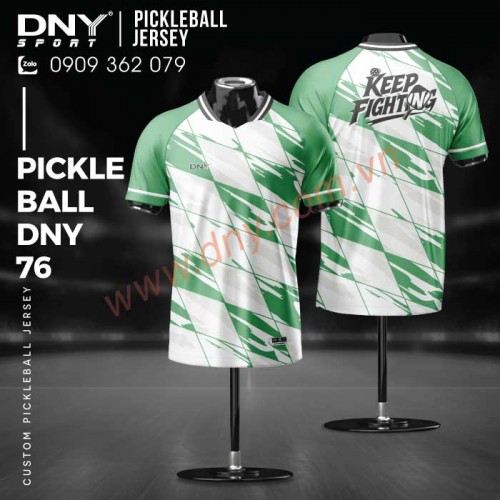 DNY
SPORT
PICKLEBALL
JERSEY
Zalo
0909 362 079
PICKLE
BALL
DNY
76
CUSTOM PICKLEBALL JERSEY
DNY
KEEP
FIGHTING
www.dny.com.vn